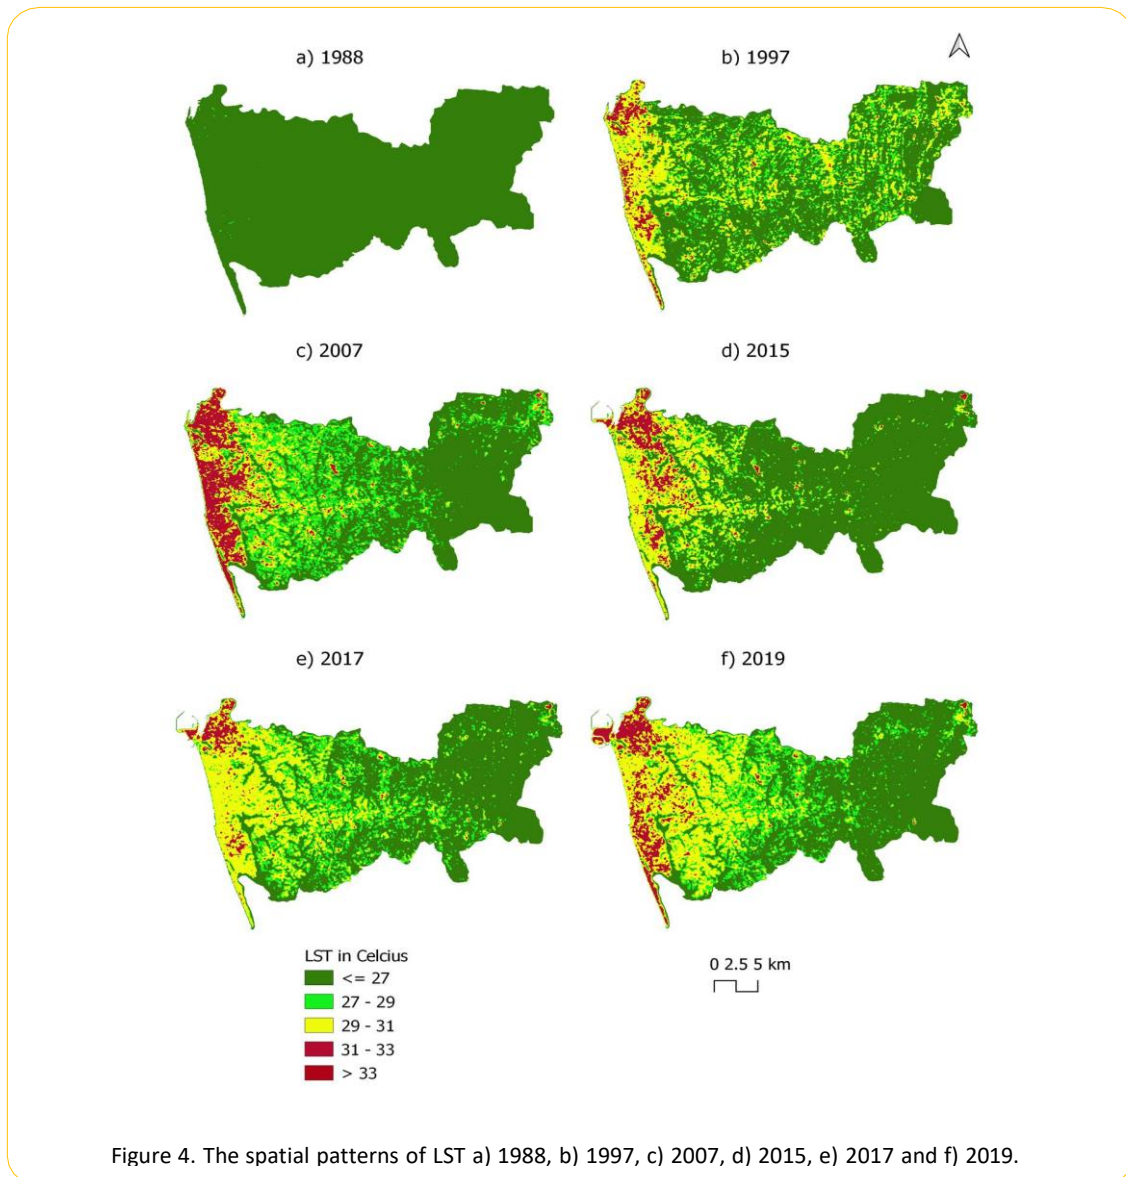 a) 1988
b) 1997
c) 2007
d) 2015
e) 2017
f) 2019
LST in Celcius
<= 27
27 - 29
29 - 31
31 - 33
> 33
0 2.5 5 km
Figure 4. The spatial patterns of LST a) 1988, b) 1997, c) 2007, d) 2015, e) 2017 and f) 2019.